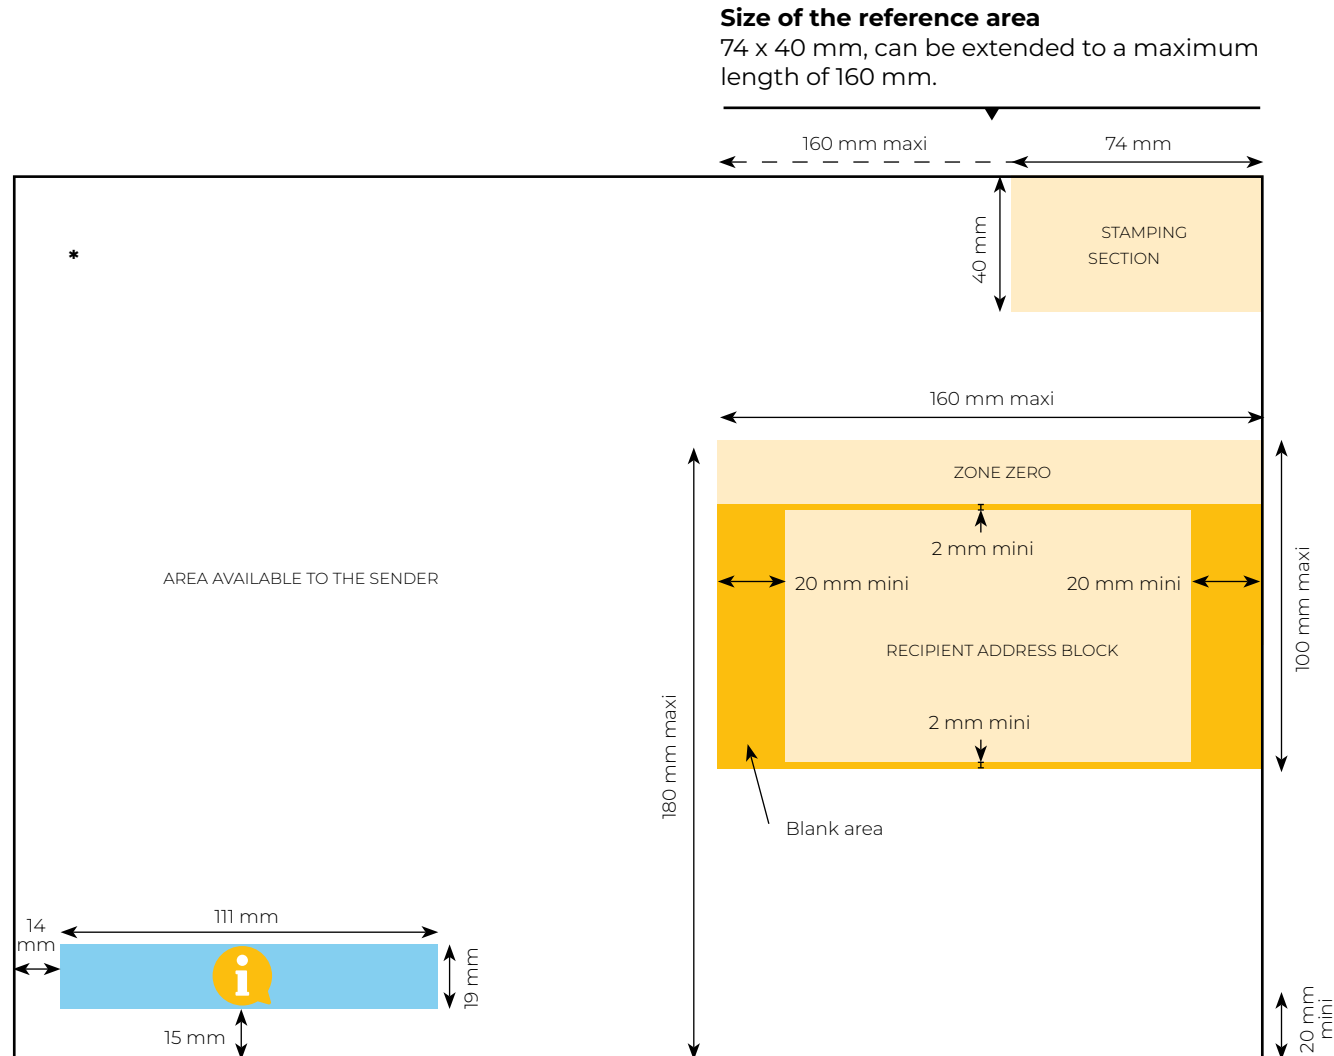 Size of the reference area
74 x 40 mm, can be extended to a maximum
length of 160 mm.
160 mm maxi
74 mm
40 mm
STAMPING
SECTION
*
160 mm maxi
ZONE ZERO
2 mm mini
20 mm mini
20 mm mini
AREA AVAILABLE TO THE SENDER
100 mm maxi
RECIPIENT ADDRESS BLOCK
2 mm mini
180 mm maxi
Blank area
111 mm
14
mm
i
19 mm
15 mm
20 mm
mini